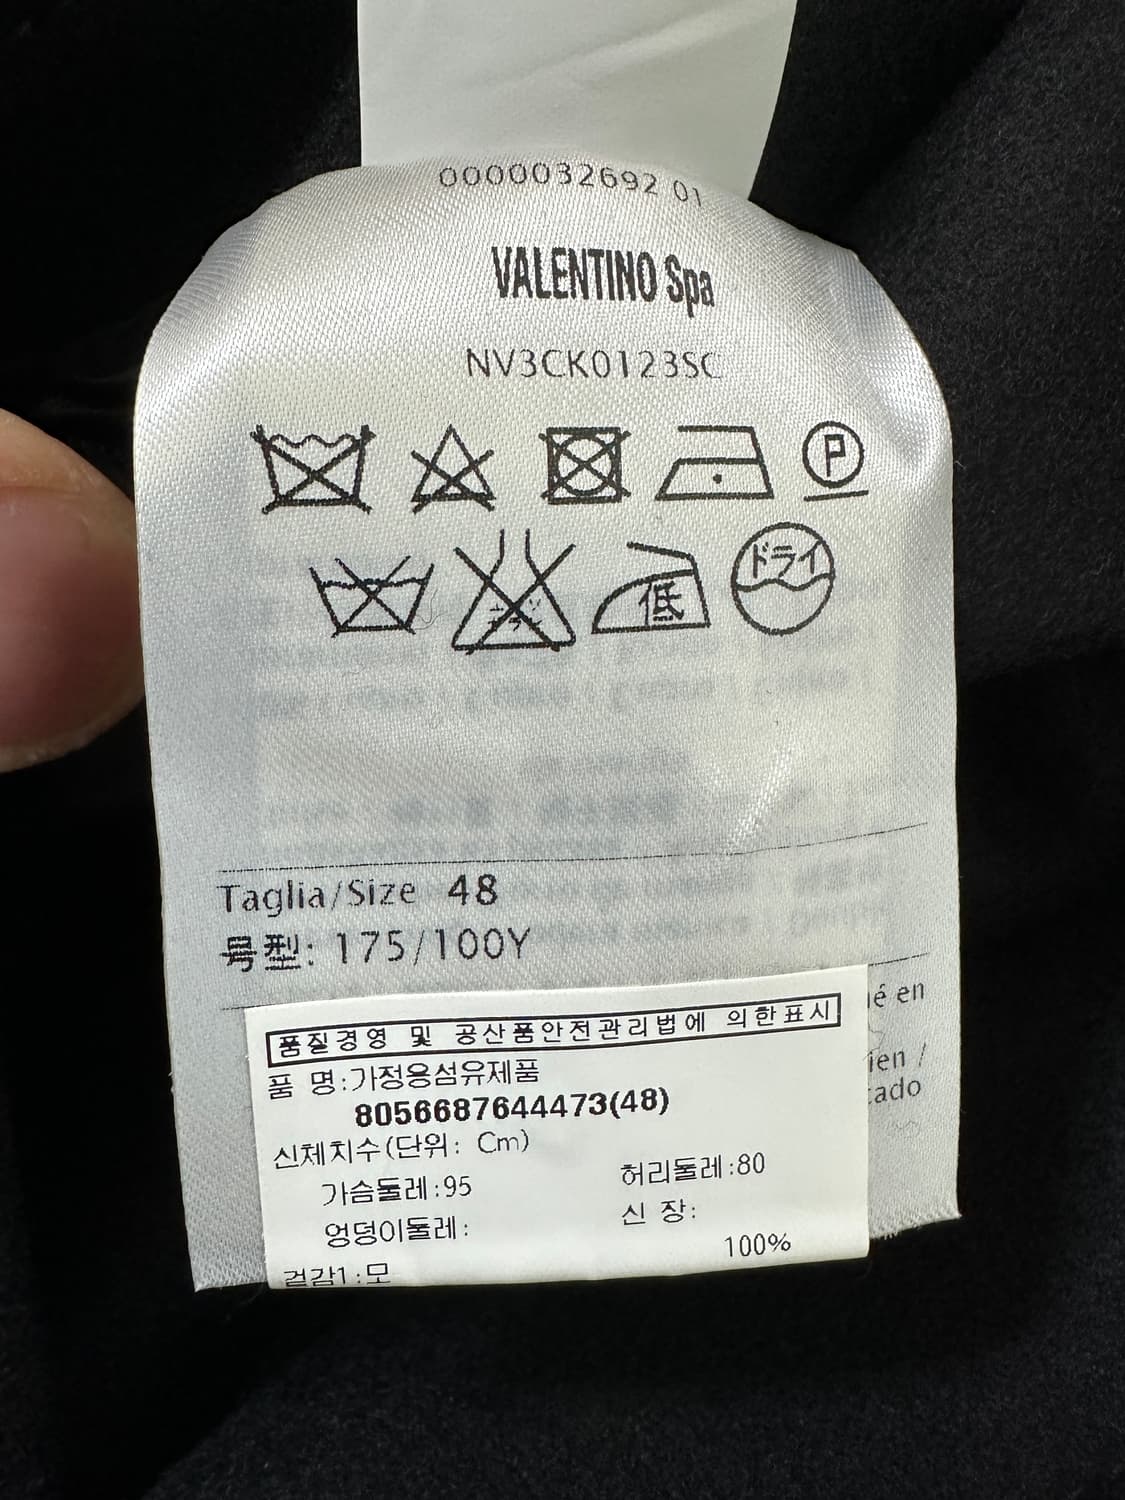 0000032692 01
VALENTINO Spa
NV3CK0123SC
P
ドライ
低
Taglia/Size 48
号型: 175/100Y
é en
ien /
cado
품질경영 및 공산품안전관리법에 의한표시
품 명:가정용섬유제품
8056687644473(48)
신체치수(단위: Cm)
가슴둘레:95 허리둘레:80
엉덩이둘레: 신 장:
100%
겉감1:모